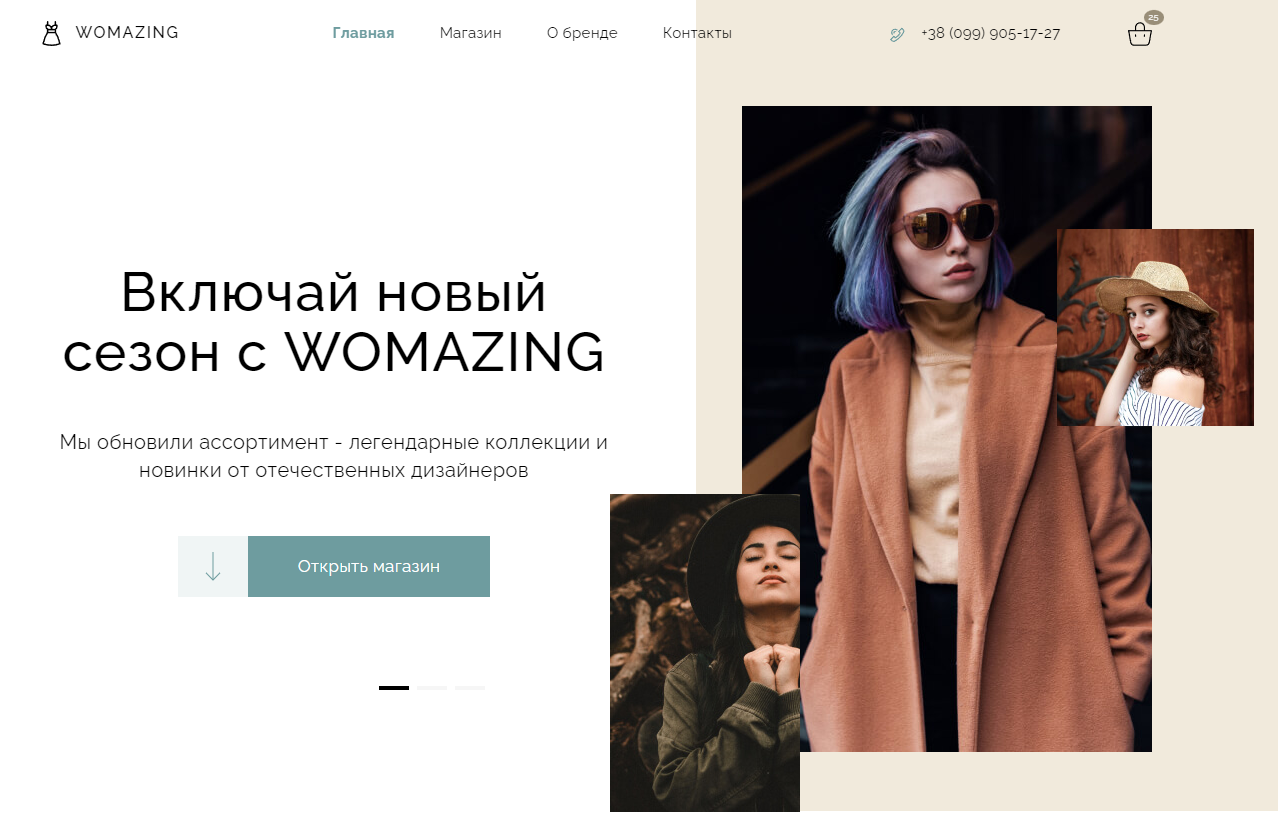 WOMAZING
Главная
Магазин
О бренде
Контакты
+38 (099) 905-17-27
25
Включай новый
сезон с WOMAZING
Мы обновили ассортимент - легендарные коллекции и
новинки от отечественных дизайнеров
Открыть магазин